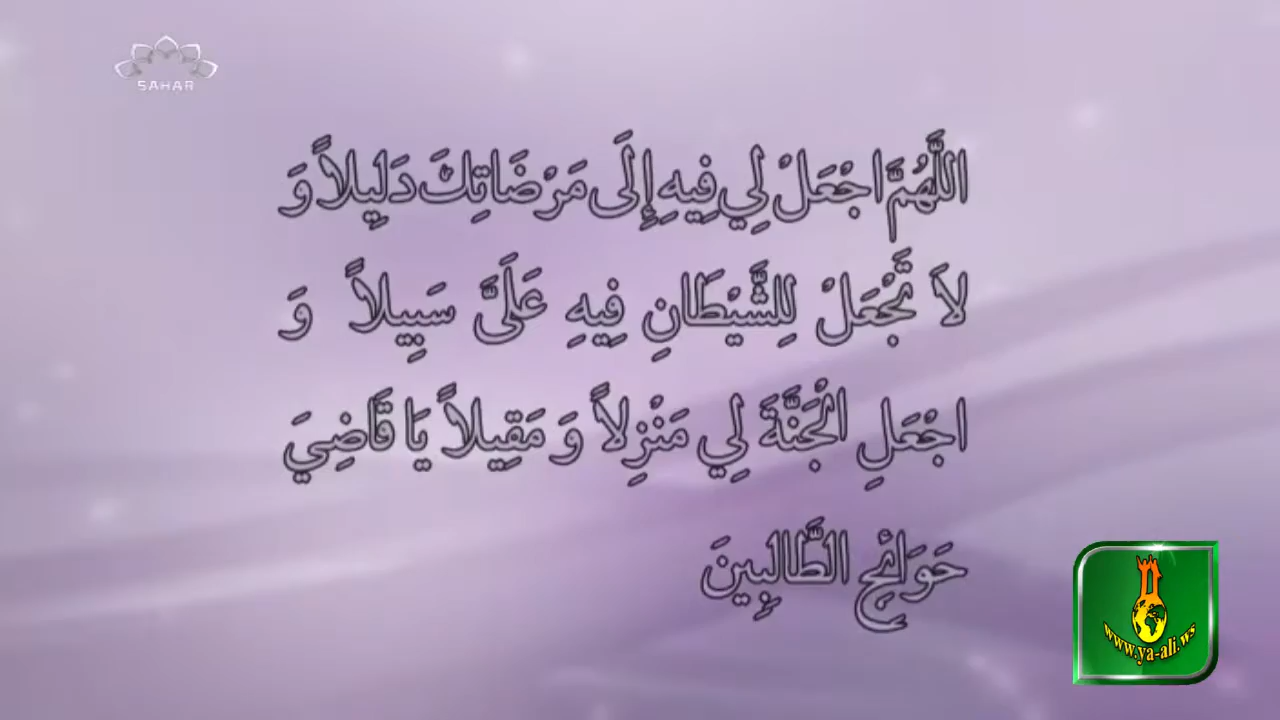 SAHAR
اللَّهُمَّ اجْعَلْ لِي فِيهِ إِلَى مَرْضَاتِكَ دَلِيلاً وَ
لاَ تَجْعَلْ لِلشَّيْطَانِ فِيهِ عَلَيَّ سَبِيلاً وَ
اجْعَلِ الْجَنَّةَ لِي مَنْزِلاً وَ مَقِيلاً يَا قَاضِيَ
حَوَائِجِ الطَّالِبِينَ
www.ya-ali.ws